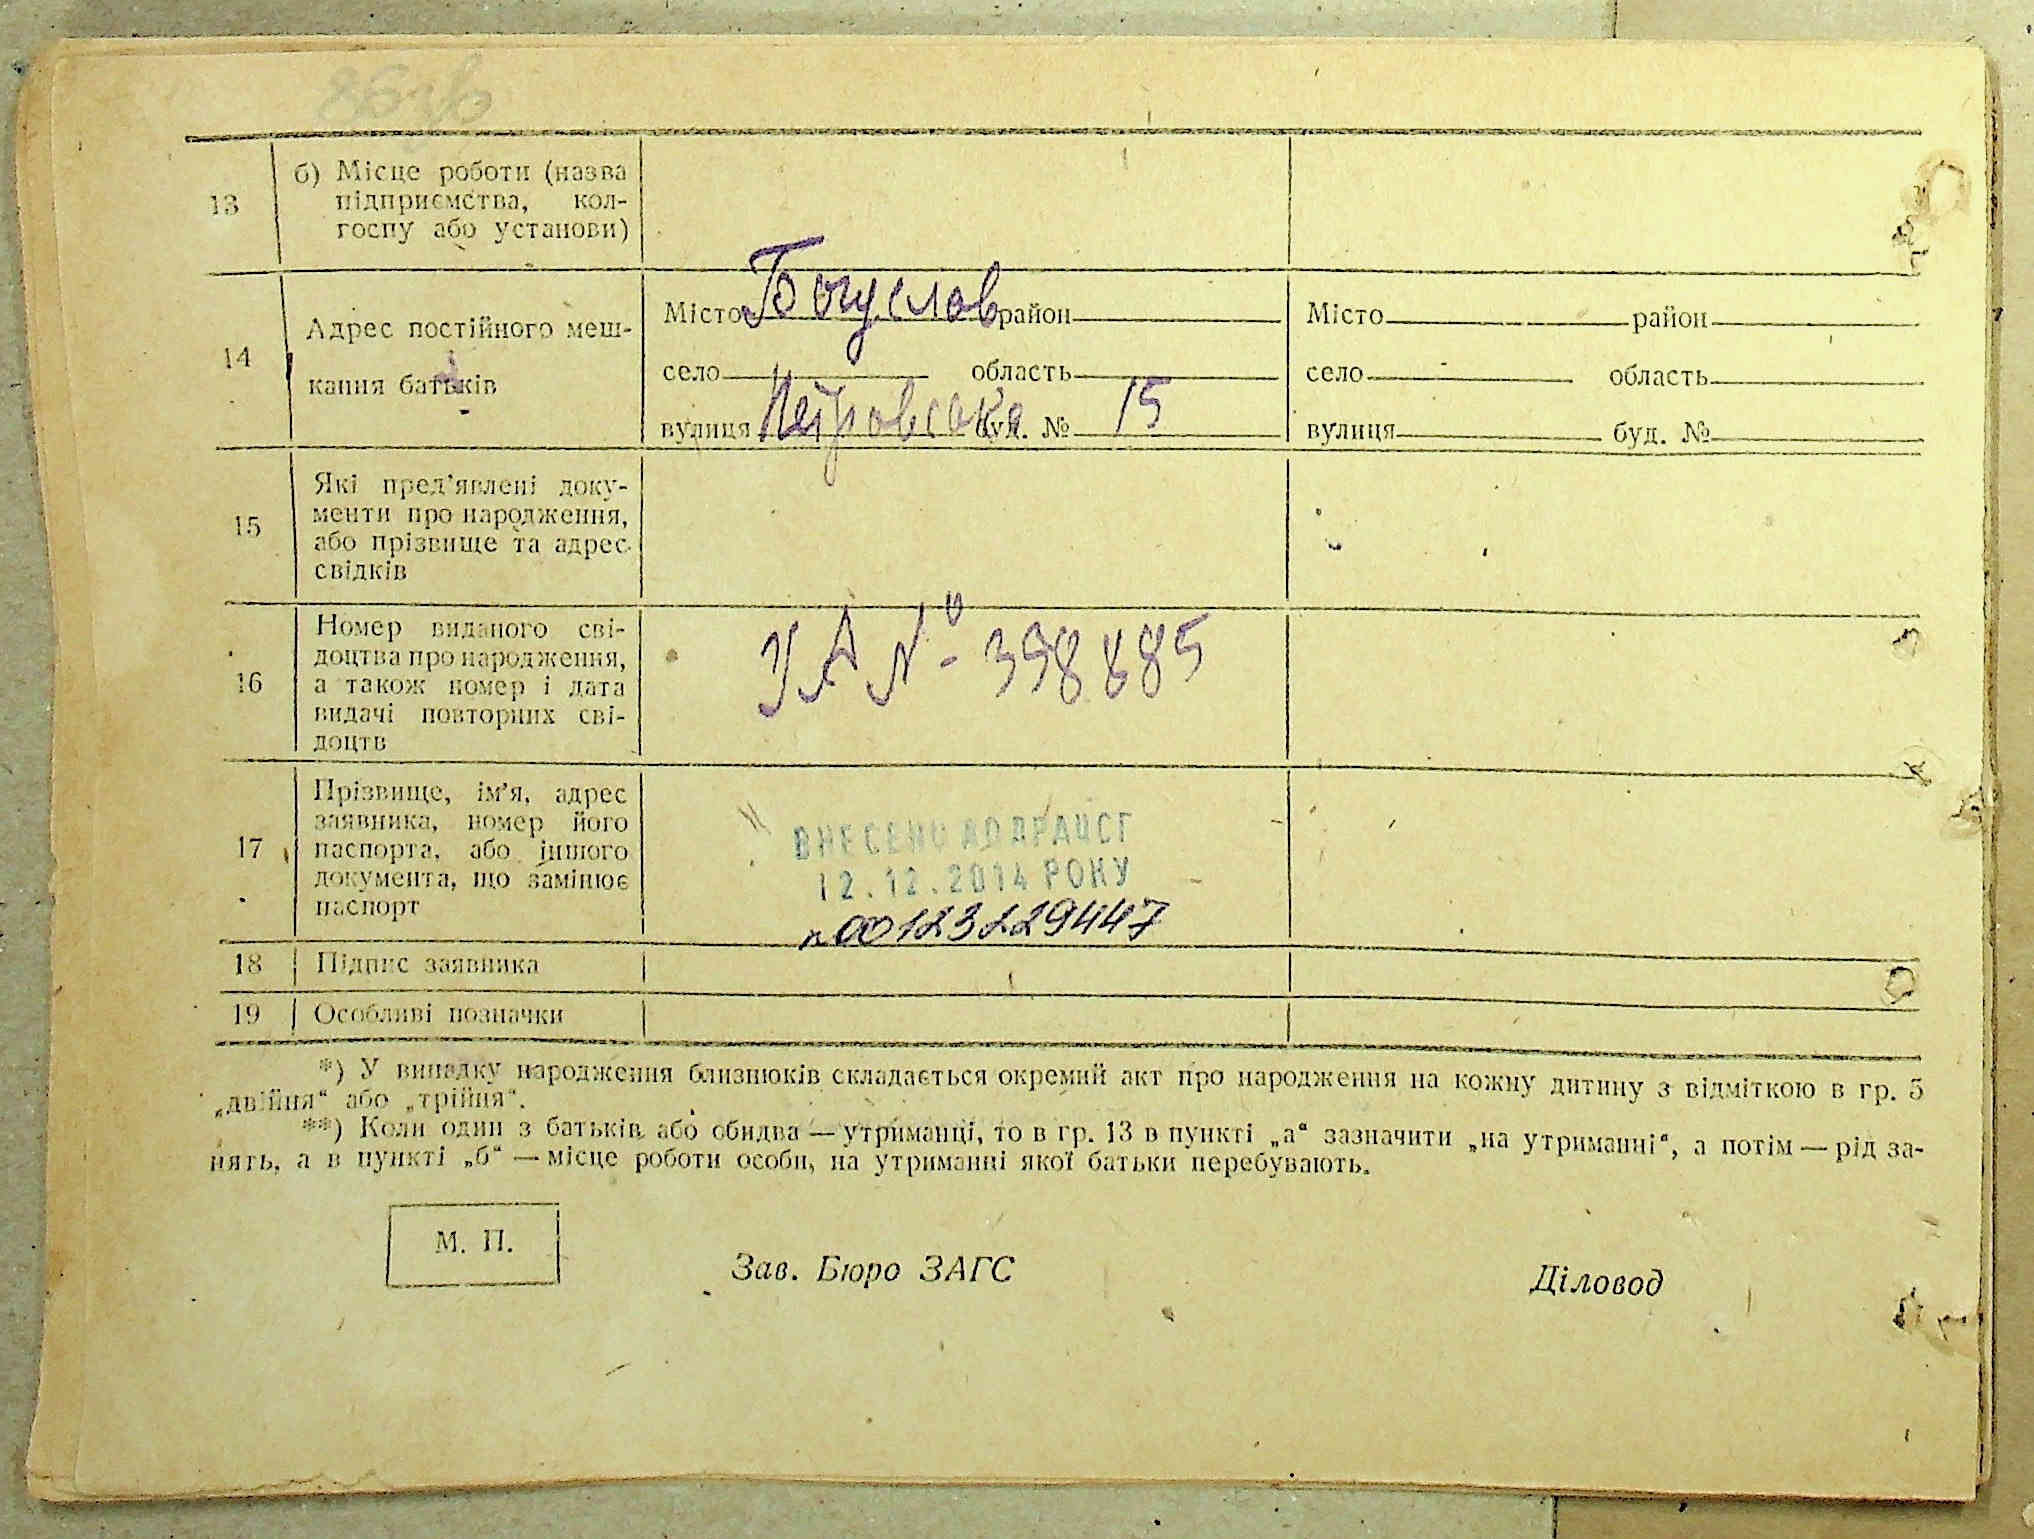 13
б) Місце роботи (назва
підприємства, кол-
госпу або установи)
14
Адрес постійного меш-
кання батьків
Місто Богуслав район
село область
вулиця Петровська буд. № 15
Місто район
село область
вулиця буд. №
15
Які пред'явлені доку-
менти про народження,
або прізвище та адрес
свідків
16
Номер виданого сві-
доцтва про народження,
а також номер і дата
видачі повторних сві-
доцтв
УА № 398885
17
Прізвище, ім'я, адрес
заявника, номер його
паспорта, або іншого
документа, що замінює
паспорт
ВНЕСЕНО ДО ДРАЦСГ
12.12.2014 РОКУ
n 00123229447
18 Підпис заявника
19 Особливі позначки
*) У випадку народження близнюків складається окремий акт про народження на кожну дитину з відміткою в гр. 5
„двійня“ або „трійня“.
**) Коли один з батьків або обидва — утриманці, то в гр. 13 в пункті „а“ зазначити „на утриманні“, а потім — рід за-
нять, а в пункті „б“ — місце роботи особи, на утриманні якої батьки перебувають.
М. П.
Зав. Бюро ЗАГС
Діловод